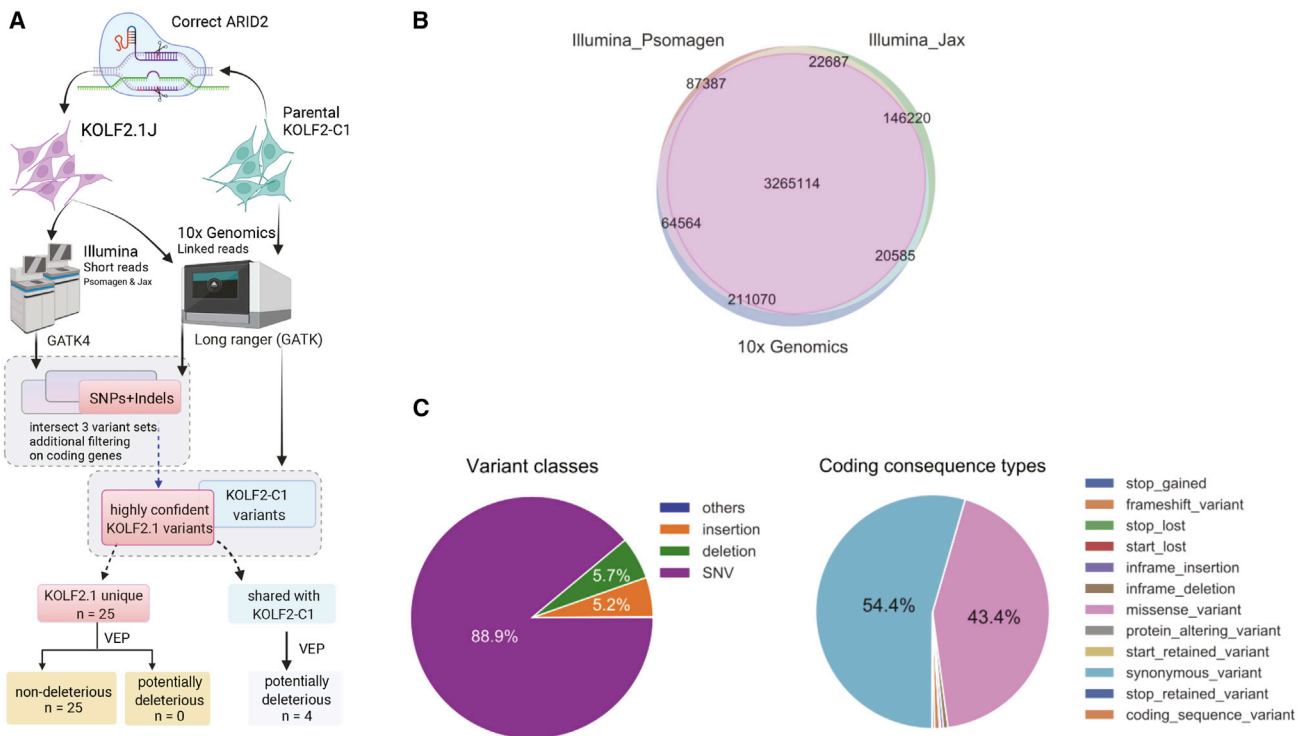 A
Correct ARID2
KOLF2.1J
Parental
KOLF2-C1
Illumina
Short reads
Psomagen & Jax
10x Genomics
Linked reads
GATK4
Long ranger (GATK)
SNPs+Indels
intersect 3 variant sets
additional filtering
on coding genes
highly confident
KOLF2.1 variants
KOLF2-C1
variants
KOLF2.1 unique
n = 25
shared with
KOLF2-C1
VEP
VEP
non-deleterious
n = 25
potentially
deleterious
n = 0
potentially
deleterious
n = 4
B
Illumina_Psomagen
Illumina_Jax
22687
87387
146220
3265114
64564
20585
211070
10x Genomics
C
Variant classes
others
insertion
deletion
SNV
5.7%
5.2%
88.9%
Coding consequence types
54.4%
43.4%
stop_gained
frameshift_variant
stop_lost
start_lost
inframe_insertion
inframe_deletion
missense_variant
protein_altering_variant
start_retained_variant
synonymous_variant
stop_retained_variant
coding_sequence_variant